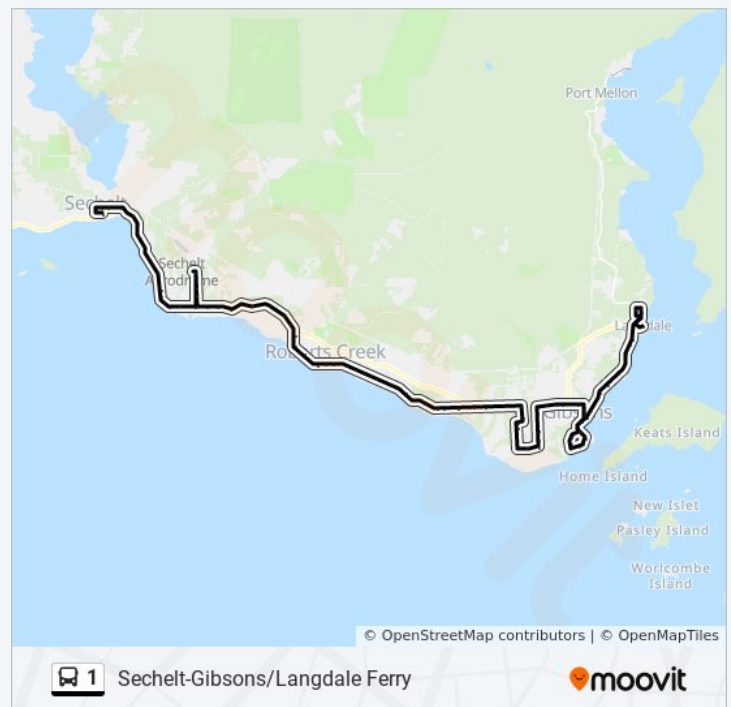 Port Mellon
Sechelt
Sechelt
Aerodrome
Langdale
Roberts Creek
Gibsons
Keats Island
Home Island
New Islet
Pasley Island
Worlcombe
Island
© OpenStreetMap contributors | © OpenMapTiles
1 Sechelt-Gibsons/Langdale Ferry
moovit